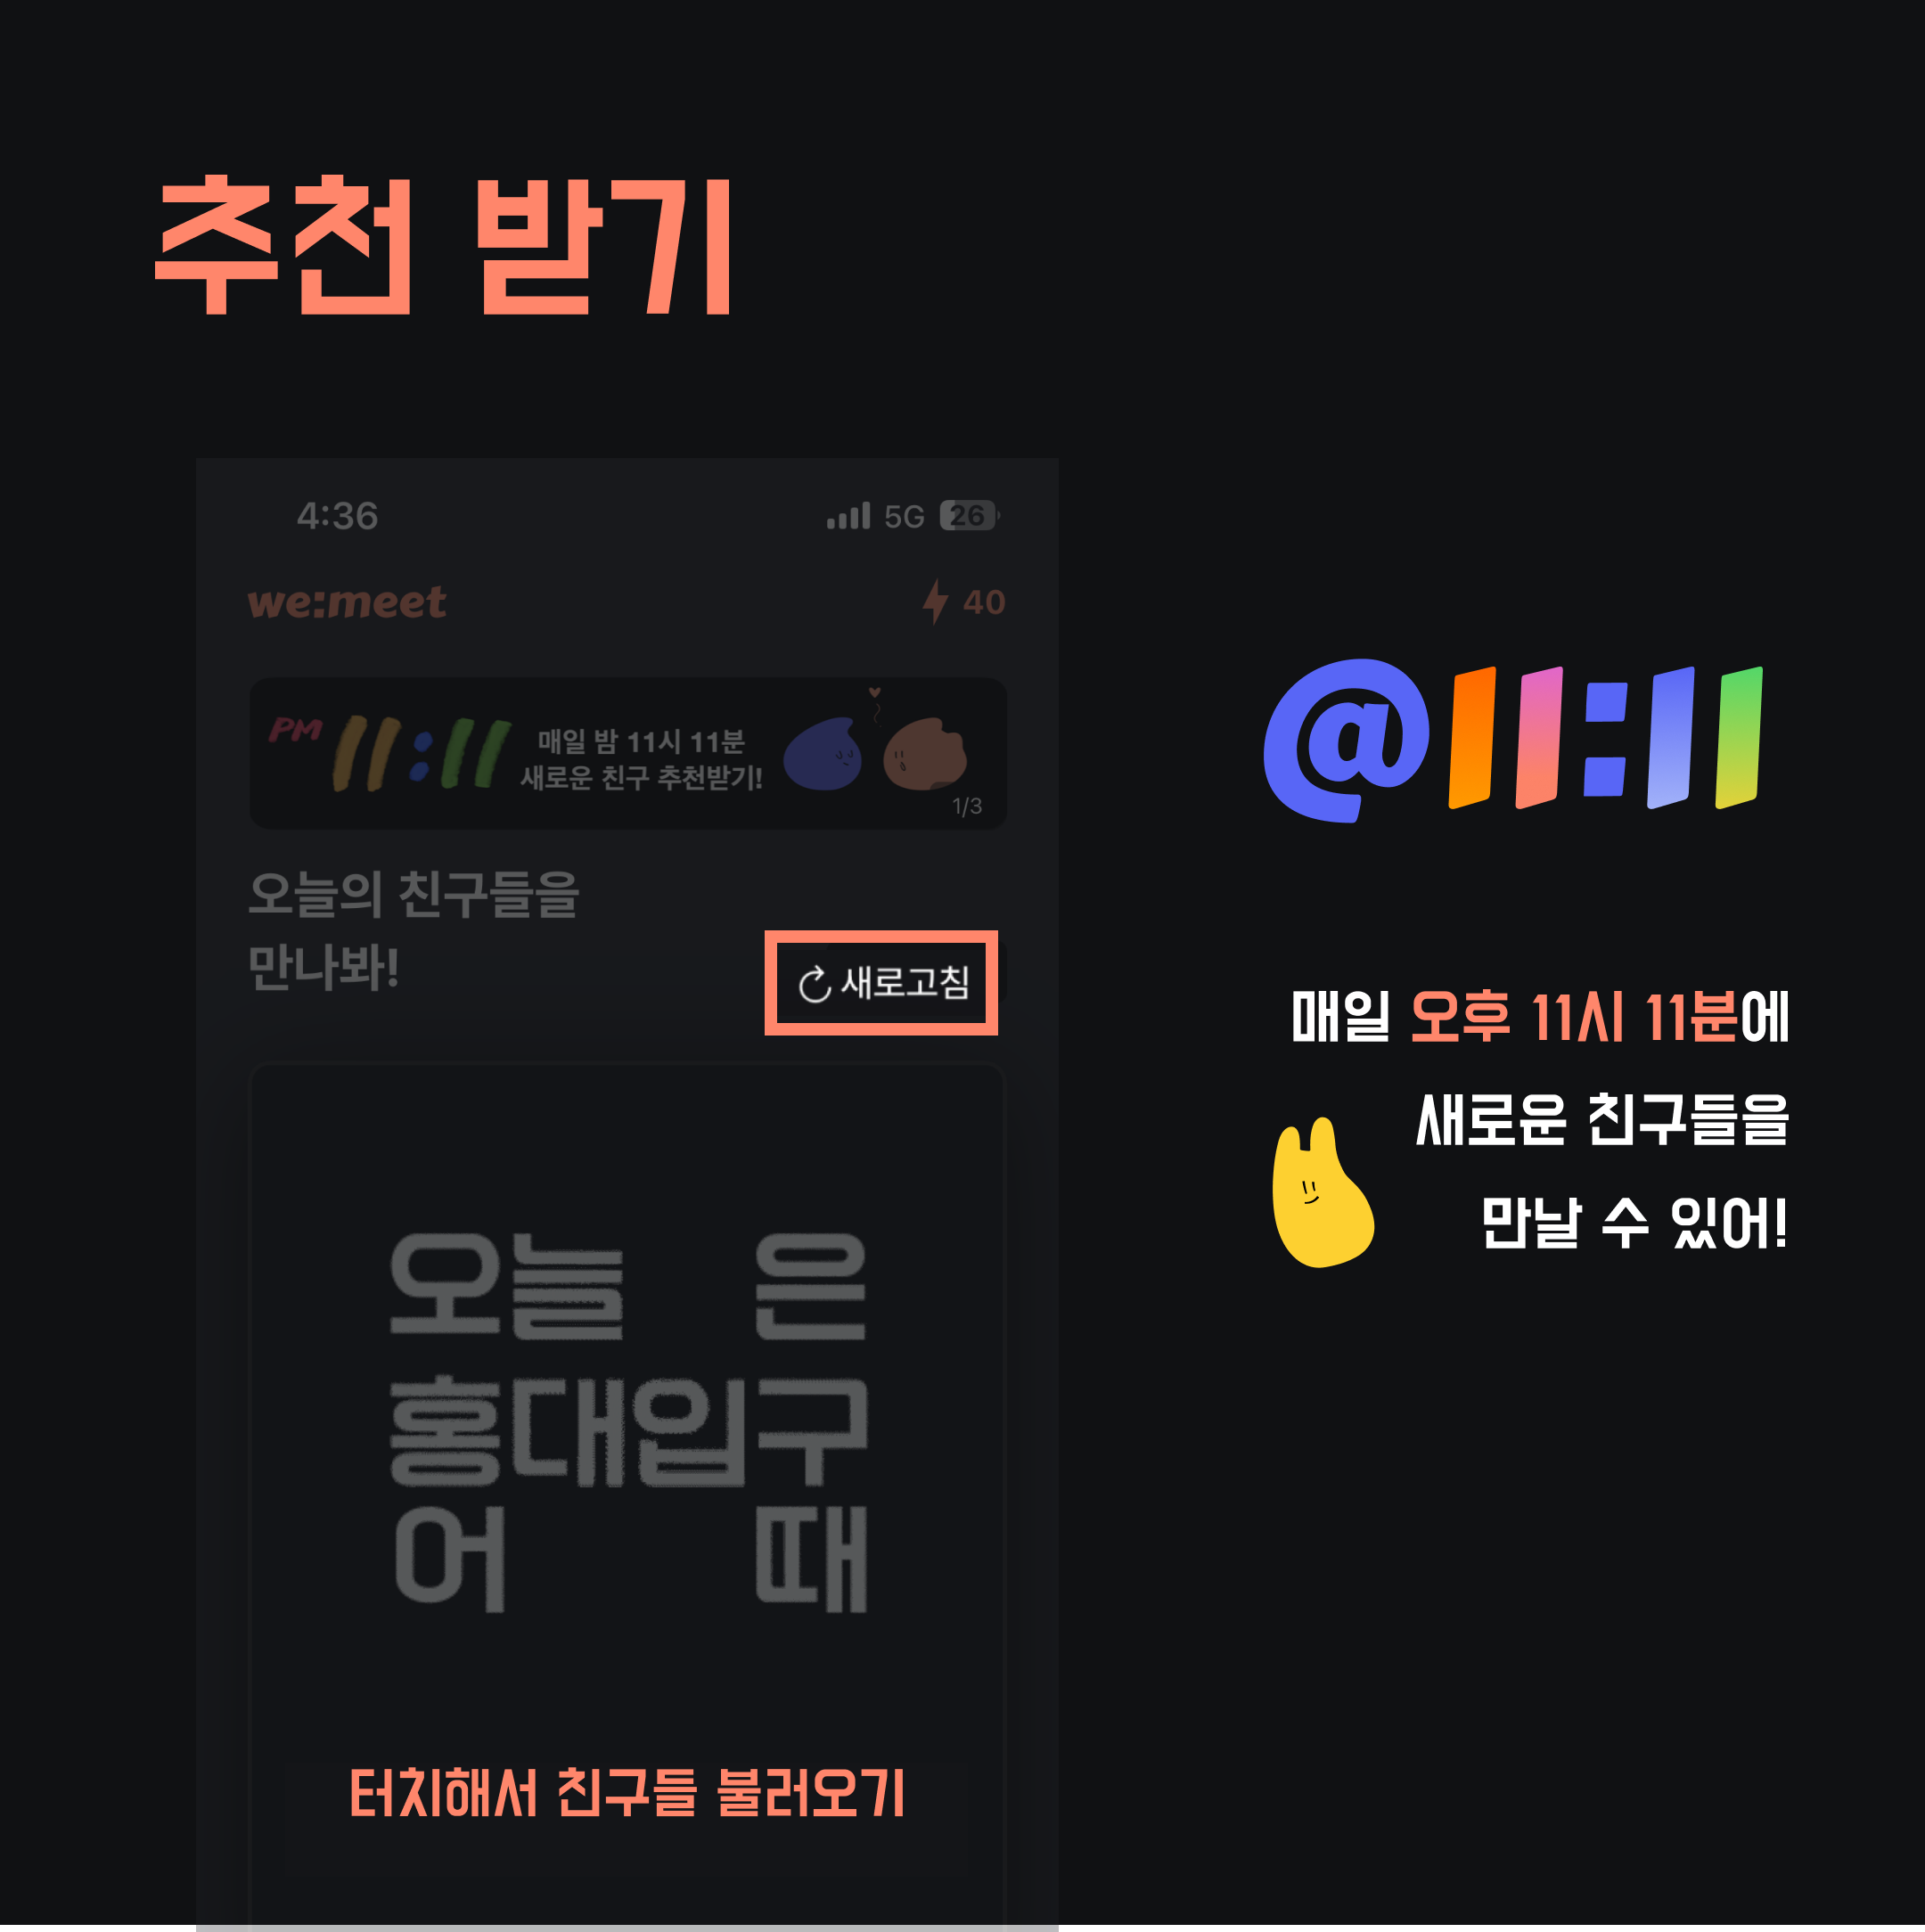 추천 받기
4:36
5G 26
we:meet
40
PM 11:11
매일 밤 11시 11분
새로운 친구 추천받기!
1/3
오늘의 친구들을
만나봐!
새로고침
오늘 은
홍대입구
어 때
터치해서 친구들 불러오기
@11:11
매일 오후 11시 11분에
새로운 친구들을
만날 수 있어!